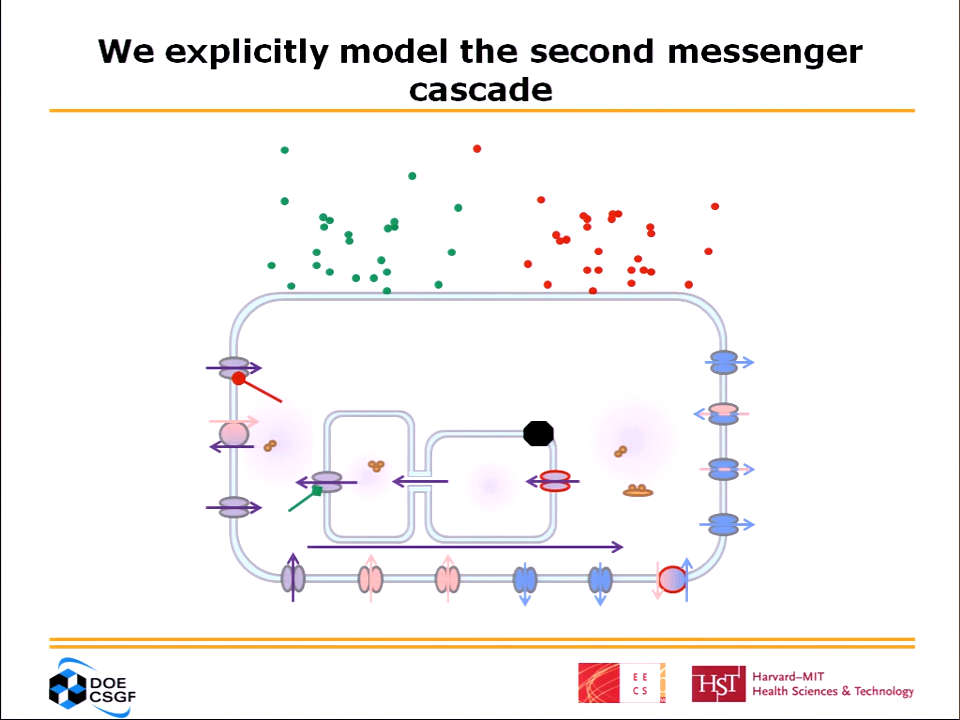 We explicitly model the second messenger
cascade
DOE
CSGF
E E
C S
HST
Harvard–MIT
Health Sciences & Technology